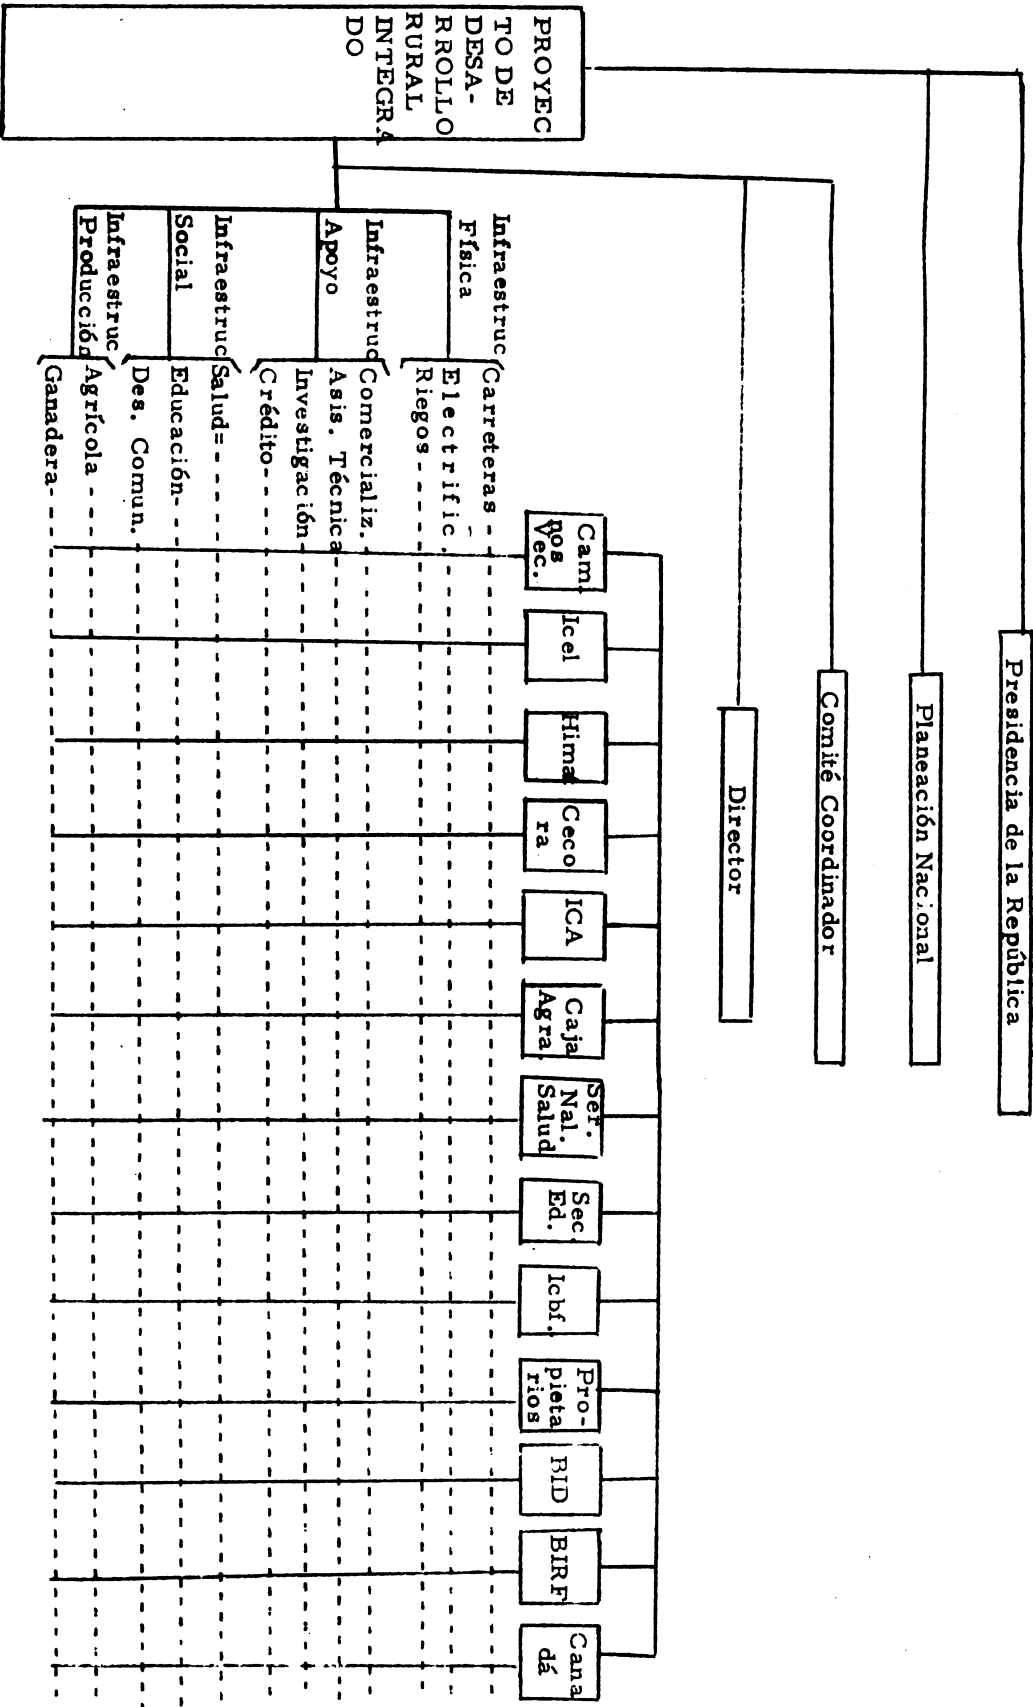 Presidencia de la República
Planeación Nacional
Comité Coordinador
Director
PROYEC
TO DE
DESA-
RROLLO
RURAL
INTEGRA
DO
Cami
nos
Vec.
Icel
Himat
Ceco
ra
ICA
Caja
Agra.
Ser.
Nal.
Salud
Sec.
Ed.
Icbf.
Pro-
pieta
rios
BID
BIRF
Cana
dá
Infraestruc
Física
Carreteras
Electrific.
Riegos
Infraestruc
Apoyo
Comercializ.
Asis. Técnica
Investigación
Crédito
Infraestruc
Social
Salud=
Educación
Des. Comun.
Infraestruc
Producción
Agrícola
Ganadera